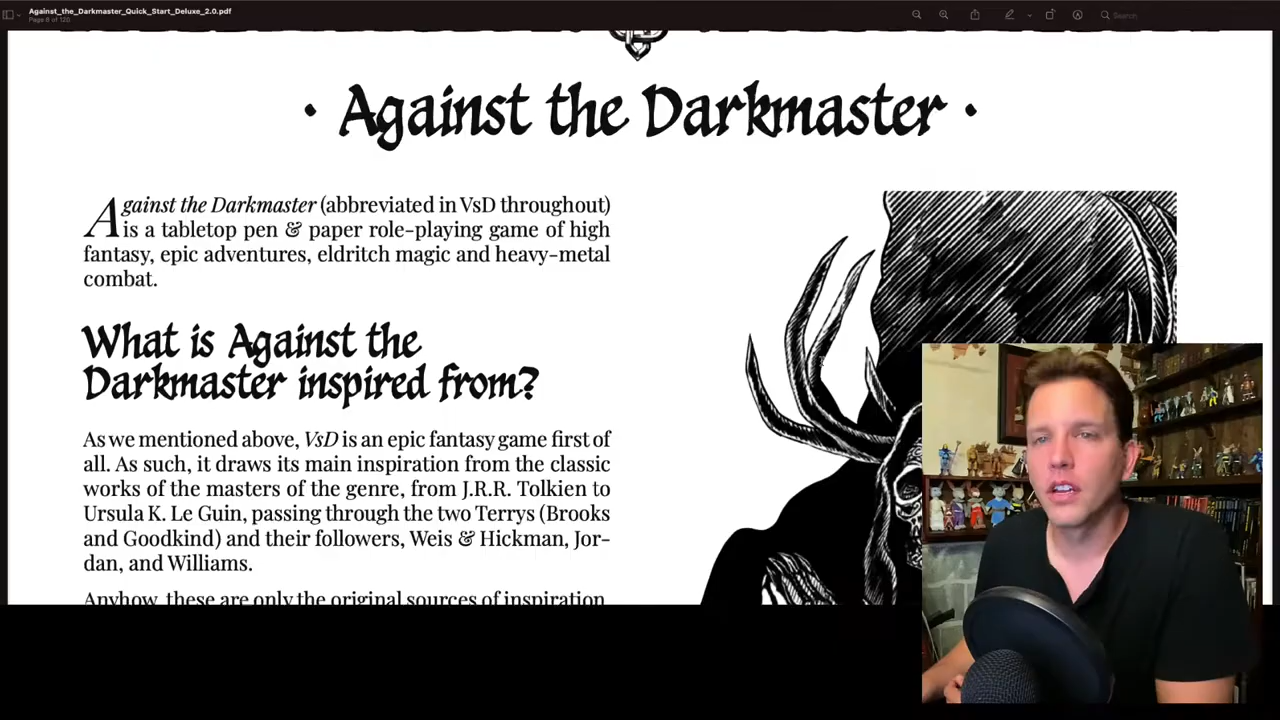 Against_the_Darkmaster_Quick_Start_Deluxe_2.0.pdf
Page 8 of 120
Search
· Against the Darkmaster ·
Against the Darkmaster (abbreviated in VsD throughout)
is a tabletop pen & paper role-playing game of high
fantasy, epic adventures, eldritch magic and heavy-metal
combat.
What is Against the
Darkmaster inspired from?
As we mentioned above, VsD is an epic fantasy game first of
all. As such, it draws its main inspiration from the classic
works of the masters of the genre, from J.R.R. Tolkien to
Ursula K. Le Guin, passing through the two Terrys (Brooks
and Goodkind) and their followers, Weis & Hickman, Jor-
dan, and Williams.
Anyhow, these are only the original sources of inspiration